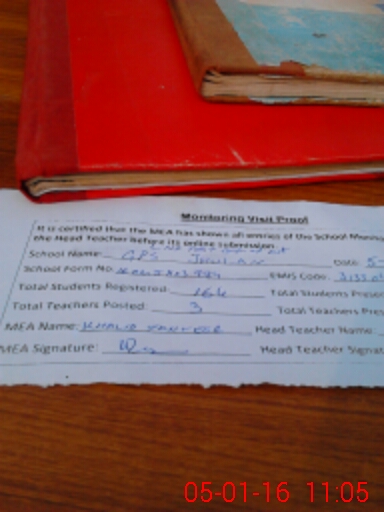 Monitoring Visit Proof
It is certified that the MEA has shown all entries of the School Monito
the Head Teacher before its online submission.
School Name: GPS Date: 5-
School Form No. EMIS Code:
Total Students Registered: 164 Total Students Prese
Total Teachers Posted: 3 Total Teachers Pres
MEA Name: KHALID Head Teacher Name:
MEA Signature: Head Teacher Signat
05-01-16 11:05